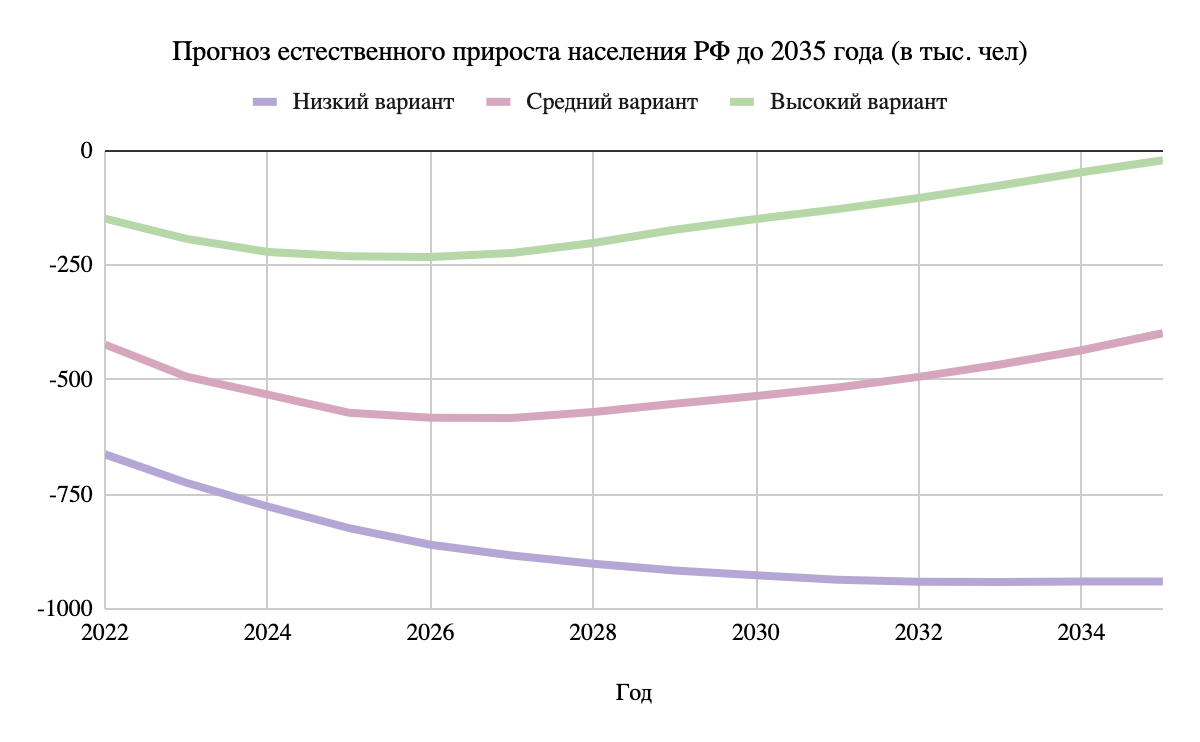 Прогноз естественного прироста населения РФ до 2035 года (в тыс. чел)
Низкий вариант Средний вариант Высокий вариант
0
-250
-500
-750
-1000
2022 2024 2026 2028 2030 2032 2034
Год